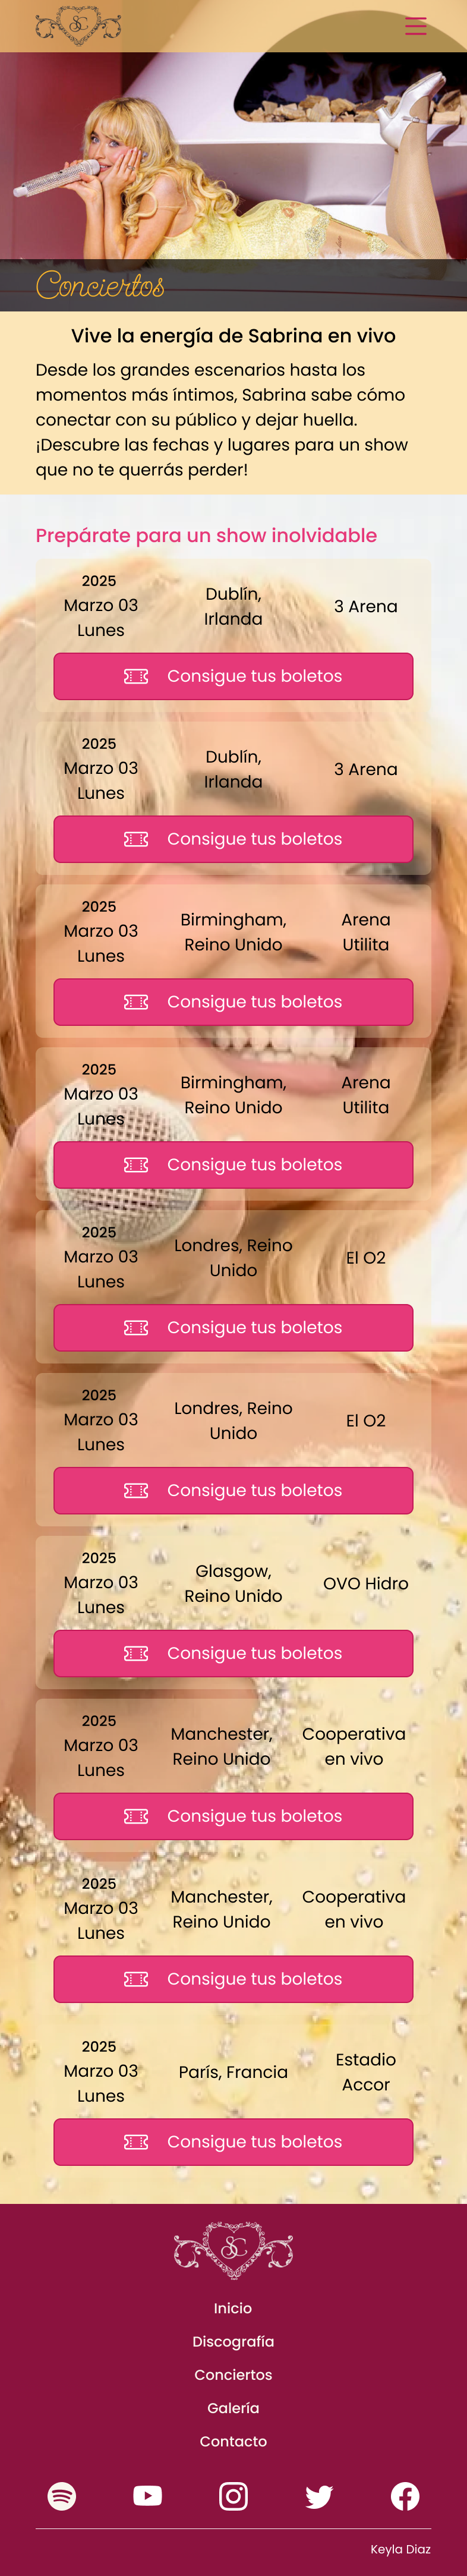 SC
Conciertos
Vive la energía de Sabrina en vivo
Desde los grandes escenarios hasta los
momentos más íntimos, Sabrina sabe cómo
conectar con su público y dejar huella.
¡Descubre las fechas y lugares para un show
que no te querrás perder!
Prepárate para un show inolvidable
2025
Marzo 03
Lunes
Dublín,
Irlanda
3 Arena
Consigue tus boletos
2025
Marzo 03
Lunes
Dublín,
Irlanda
3 Arena
Consigue tus boletos
2025
Marzo 03
Lunes
Birmingham,
Reino Unido
Arena
Utilita
Consigue tus boletos
2025
Marzo 03
Lunes
Birmingham,
Reino Unido
Arena
Utilita
Consigue tus boletos
2025
Marzo 03
Lunes
Londres, Reino
Unido
El O2
Consigue tus boletos
2025
Marzo 03
Lunes
Londres, Reino
Unido
El O2
Consigue tus boletos
2025
Marzo 03
Lunes
Glasgow,
Reino Unido
OVO Hidro
Consigue tus boletos
2025
Marzo 03
Lunes
Manchester,
Reino Unido
Cooperativa
en vivo
Consigue tus boletos
2025
Marzo 03
Lunes
Manchester,
Reino Unido
Cooperativa
en vivo
Consigue tus boletos
2025
Marzo 03
Lunes
París, Francia
Estadio
Accor
Consigue tus boletos
SC
Inicio
Discografía
Conciertos
Galería
Contacto
Keyla Diaz